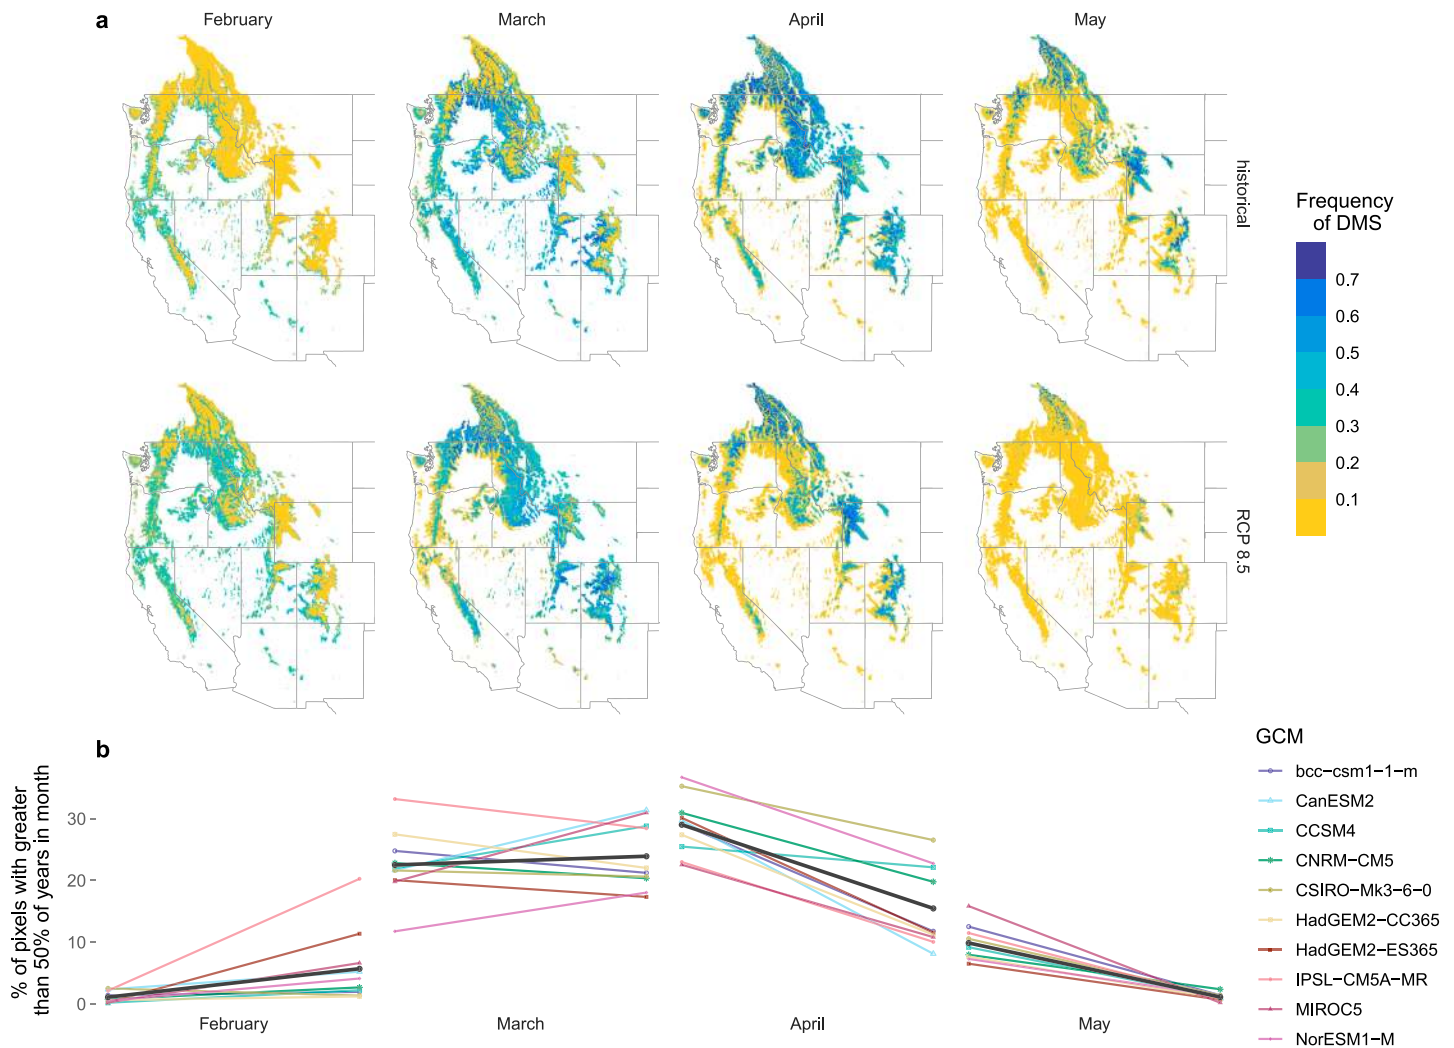 a
February
March
April
May
historical
RCP 8.5
Frequency
of DMS
0.7
0.6
0.5
0.4
0.3
0.2
0.1
b
% of pixels with greater
than 50% of years in month
30
20
10
0
February
March
April
May
GCM
bcc−csm1−1−m
CanESM2
CCSM4
CNRM−CM5
CSIRO−Mk3−6−0
HadGEM2−CC365
HadGEM2−ES365
IPSL−CM5A−MR
MIROC5
NorESM1−M